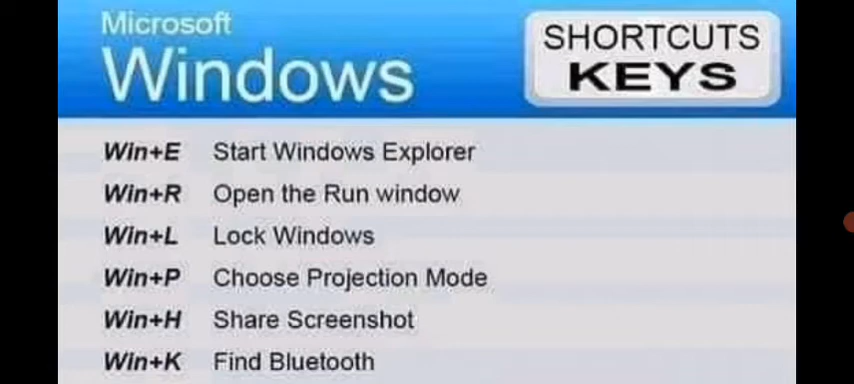 Microsoft
Windows
SHORTCUTS
KEYS
Win+E Start Windows Explorer
Win+R Open the Run window
Win+L Lock Windows
Win+P Choose Projection Mode
Win+H Share Screenshot
Win+K Find Bluetooth